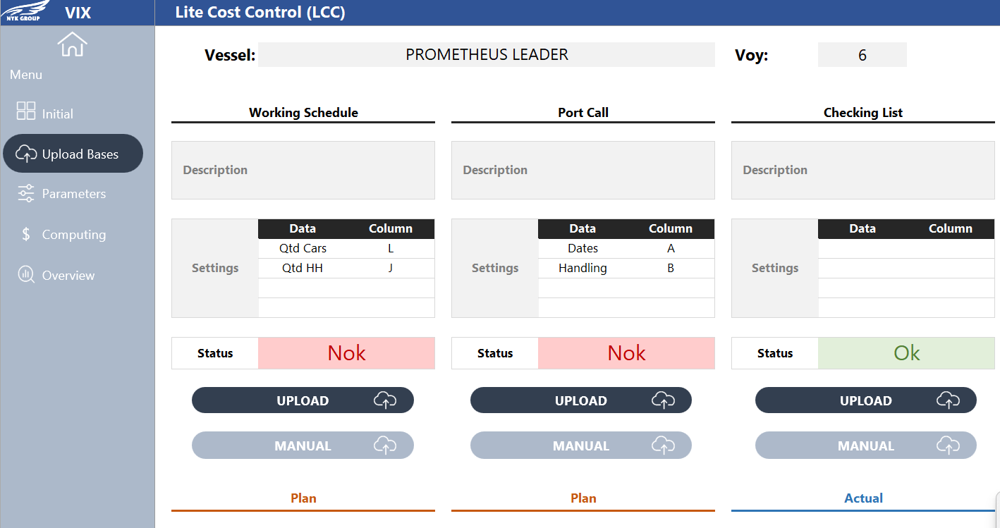 NYK GROUP
VIX
Lite Cost Control (LCC)
Menu
Initial
Upload Bases
Parameters
Computing
Overview
Vessel: PROMETHEUS LEADER Voy: 6
Working Schedule
Description
Settings
Data Column
Qtd Cars L
Qtd HH J
Status Nok
UPLOAD
MANUAL
Plan
Port Call
Description
Settings
Data Column
Dates A
Handling B
Status Nok
UPLOAD
MANUAL
Plan
Checking List
Description
Settings
Data Column
Status Ok
UPLOAD
MANUAL
Actual